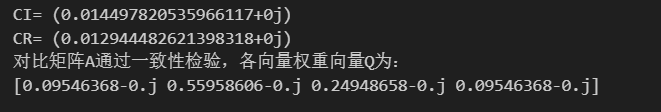 CI= (0.014497820535966117+0j)
CR= (0.012944482621398318+0j)
对比矩阵A通过一致性检验，各向量权重向量Q为：
[0.09546368-0.j 0.55958606-0.j 0.24948658-0.j 0.09546368-0.j]